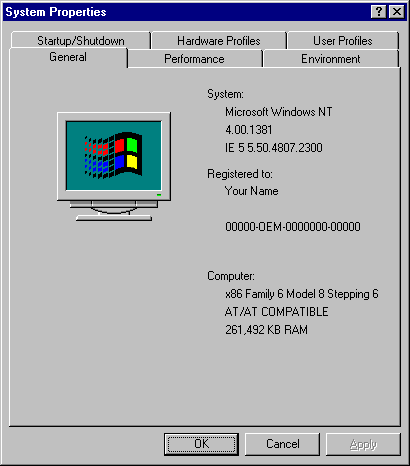 System Properties
Startup/Shutdown
Hardware Profiles
User Profiles
General
Performance
Environment
System:
Microsoft Windows NT
4.00.1381
IE 5 5.50.4807.2300
Registered to:
Your Name
00000-OEM-0000000-00000
Computer:
x86 Family 6 Model 8 Stepping 6
AT/AT COMPATIBLE
261,492 KB RAM
OK
Cancel
Apply